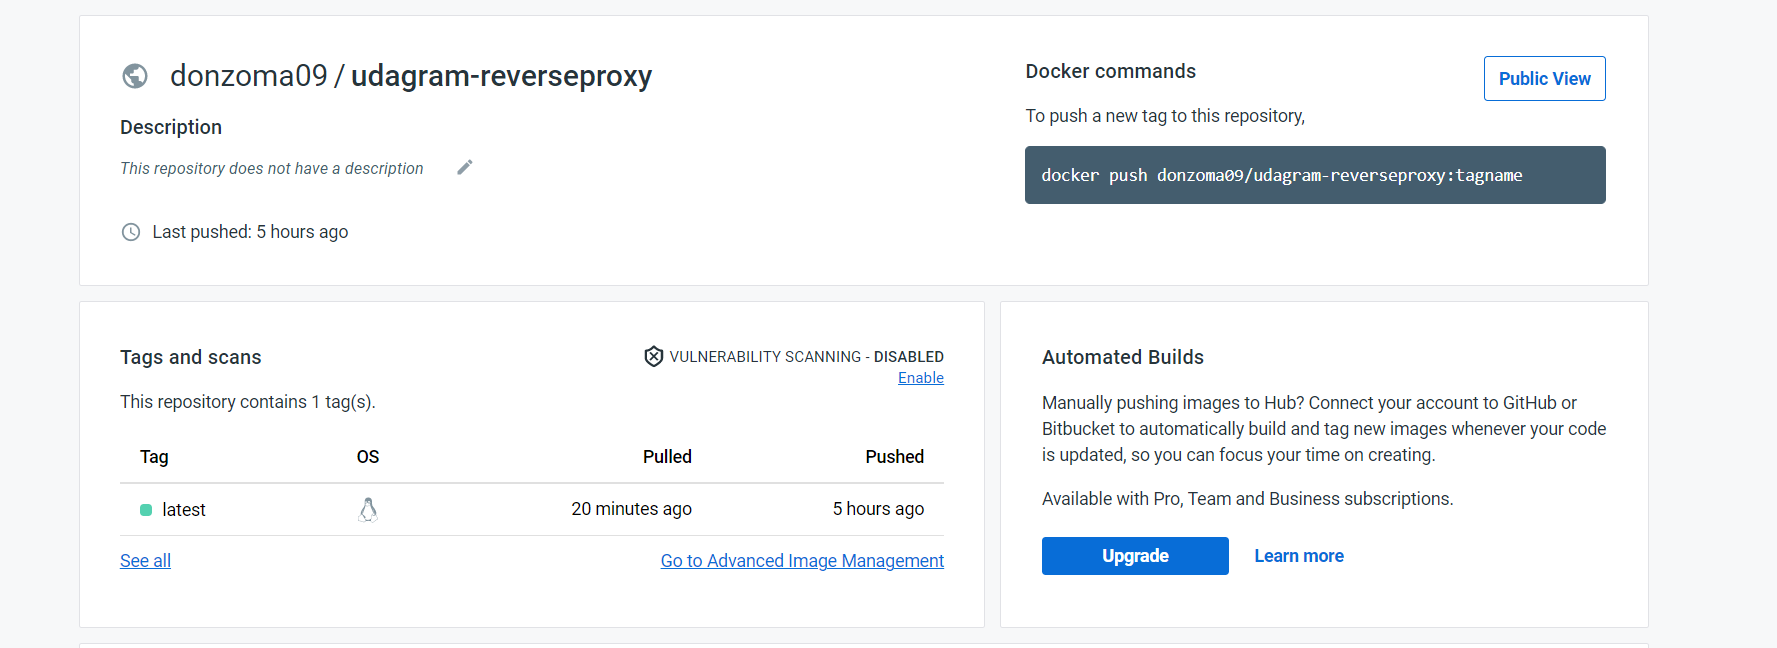 donzoma09 / udagram-reverseproxy
Description
This repository does not have a description
Last pushed: 5 hours ago
Docker commands
Public View
To push a new tag to this repository,
docker push donzoma09/udagram-reverseproxy:tagname
Tags and scans
VULNERABILITY SCANNING - DISABLED
Enable
This repository contains 1 tag(s).
Tag OS Pulled Pushed
latest 20 minutes ago 5 hours ago
See all Go to Advanced Image Management
Automated Builds
Manually pushing images to Hub? Connect your account to GitHub or
Bitbucket to automatically build and tag new images whenever your code
is updated, so you can focus your time on creating.
Available with Pro, Team and Business subscriptions.
Upgrade Learn more